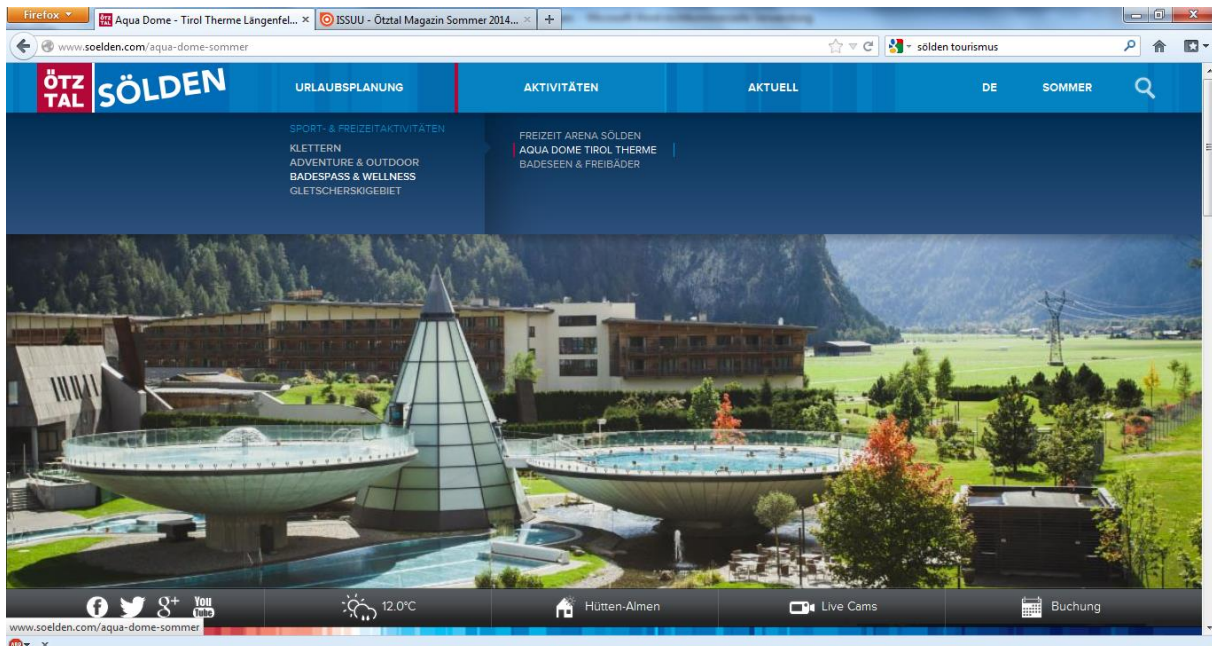 Firefox
Aqua Dome - Tirol Therme Längenfel...
ISSUU - Ötztal Magazin Sommer 2014...
www.soelden.com/aqua-dome-sommer
sölden tourismus
ÖTZ
TAL
SÖLDEN
URLAUBSPLANUNG
AKTIVITÄTEN
AKTUELL
DE
SOMMER
SPORT- & FREIZEITAKTIVITÄTEN
KLETTERN
ADVENTURE & OUTDOOR
BADESPASS & WELLNESS
GLETSCHERSKIGEBIET
FREIZEIT ARENA SÖLDEN
AQUA DOME TIROL THERME
BADESEEN & FREIBÄDER
You
Tube
12.0°C
Hütten-Almen
Live Cams
Buchung
www.soelden.com/aqua-dome-sommer